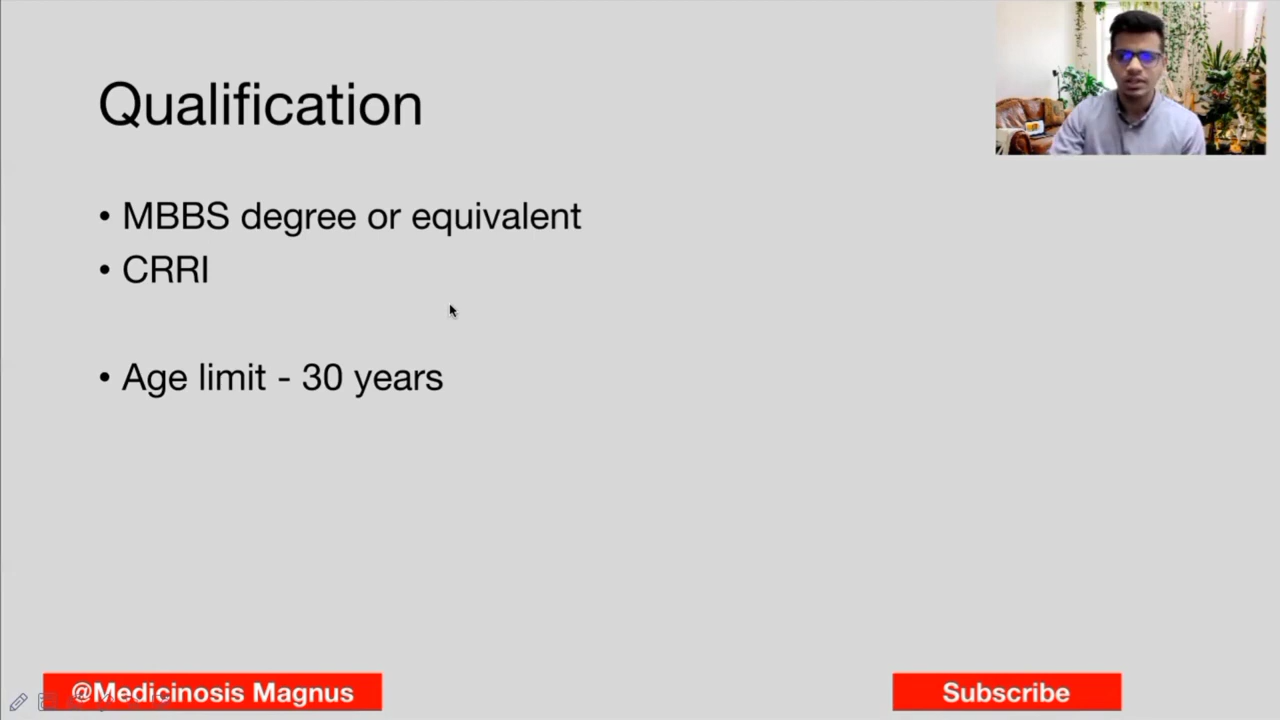 Qualification
• MBBS degree or equivalent
• CRRI
• Age limit - 30 years
@Medicinosis Magnus
Subscribe